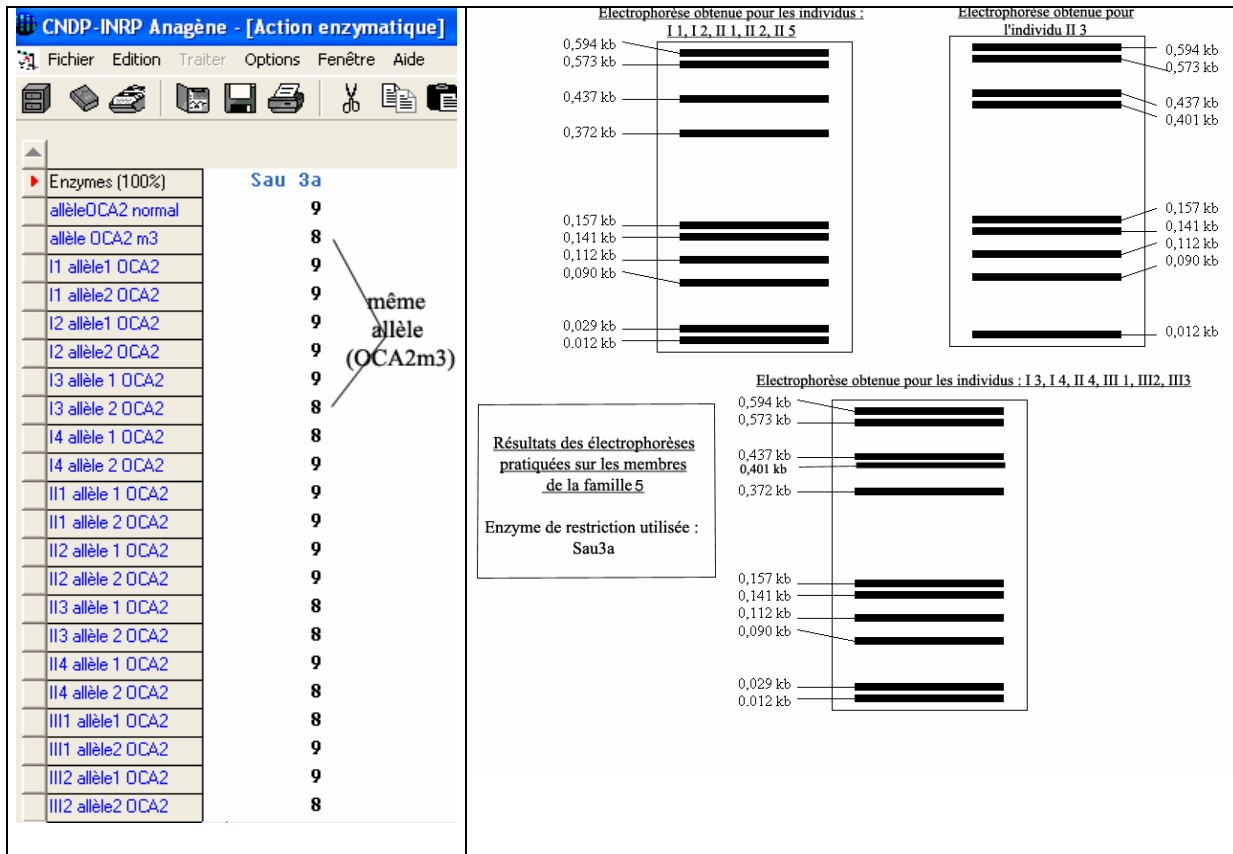 CNDP-INRP Anagène - [Action enzymatique]
Fichier Edition Traiter Options Fenêtre Aide
Enzymes (100%) Sau 3a
allèleOCA2 normal 9
allèle OCA2 m3 8
I1 allèle1 OCA2 9
I1 allèle2 OCA2 9
I2 allèle1 OCA2 9
I2 allèle2 OCA2 9
I3 allèle 1 OCA2 9
I3 allèle 2 OCA2 8
I4 allèle 1 OCA2 8
I4 allèle 2 OCA2 9
II1 allèle 1 OCA2 9
II1 allèle 2 OCA2 9
II2 allèle 1 OCA2 9
II2 allèle 2 OCA2 9
II3 allèle 1 OCA2 8
II3 allèle 2 OCA2 8
II4 allèle 1 OCA2 9
II4 allèle 2 OCA2 8
III1 allèle1 OCA2 8
III1 allèle2 OCA2 9
III2 allèle1 OCA2 9
III2 allèle2 OCA2 8
même
allèle
(OCA2m3)
Electrophorèse obtenue pour les individus :
I 1, I 2, II 1, II 2, II 5
0,594 kb
0,573 kb
0,437 kb
0,372 kb
0,157 kb
0,141 kb
0,112 kb
0,090 kb
0,029 kb
0.012 kb
Electrophorèse obtenue pour
l'individu II 3
0,594 kb
0,573 kb
0,437 kb
0,401 kb
0,157 kb
0,141 kb
0,112 kb
0,090 kb
0,012 kb
Electrophorèse obtenue pour les individus : I 3, I 4, II 4, III 1, III2, III3
0,594 kb
0,573 kb
0,437 kb
0,401 kb
0,372 kb
0,157 kb
0,141 kb
0,112 kb
0,090 kb
0,029 kb
0.012 kb
Résultats des électrophorèses
pratiquées sur les membres
de la famille 5
Enzyme de restriction utilisée :
Sau3a